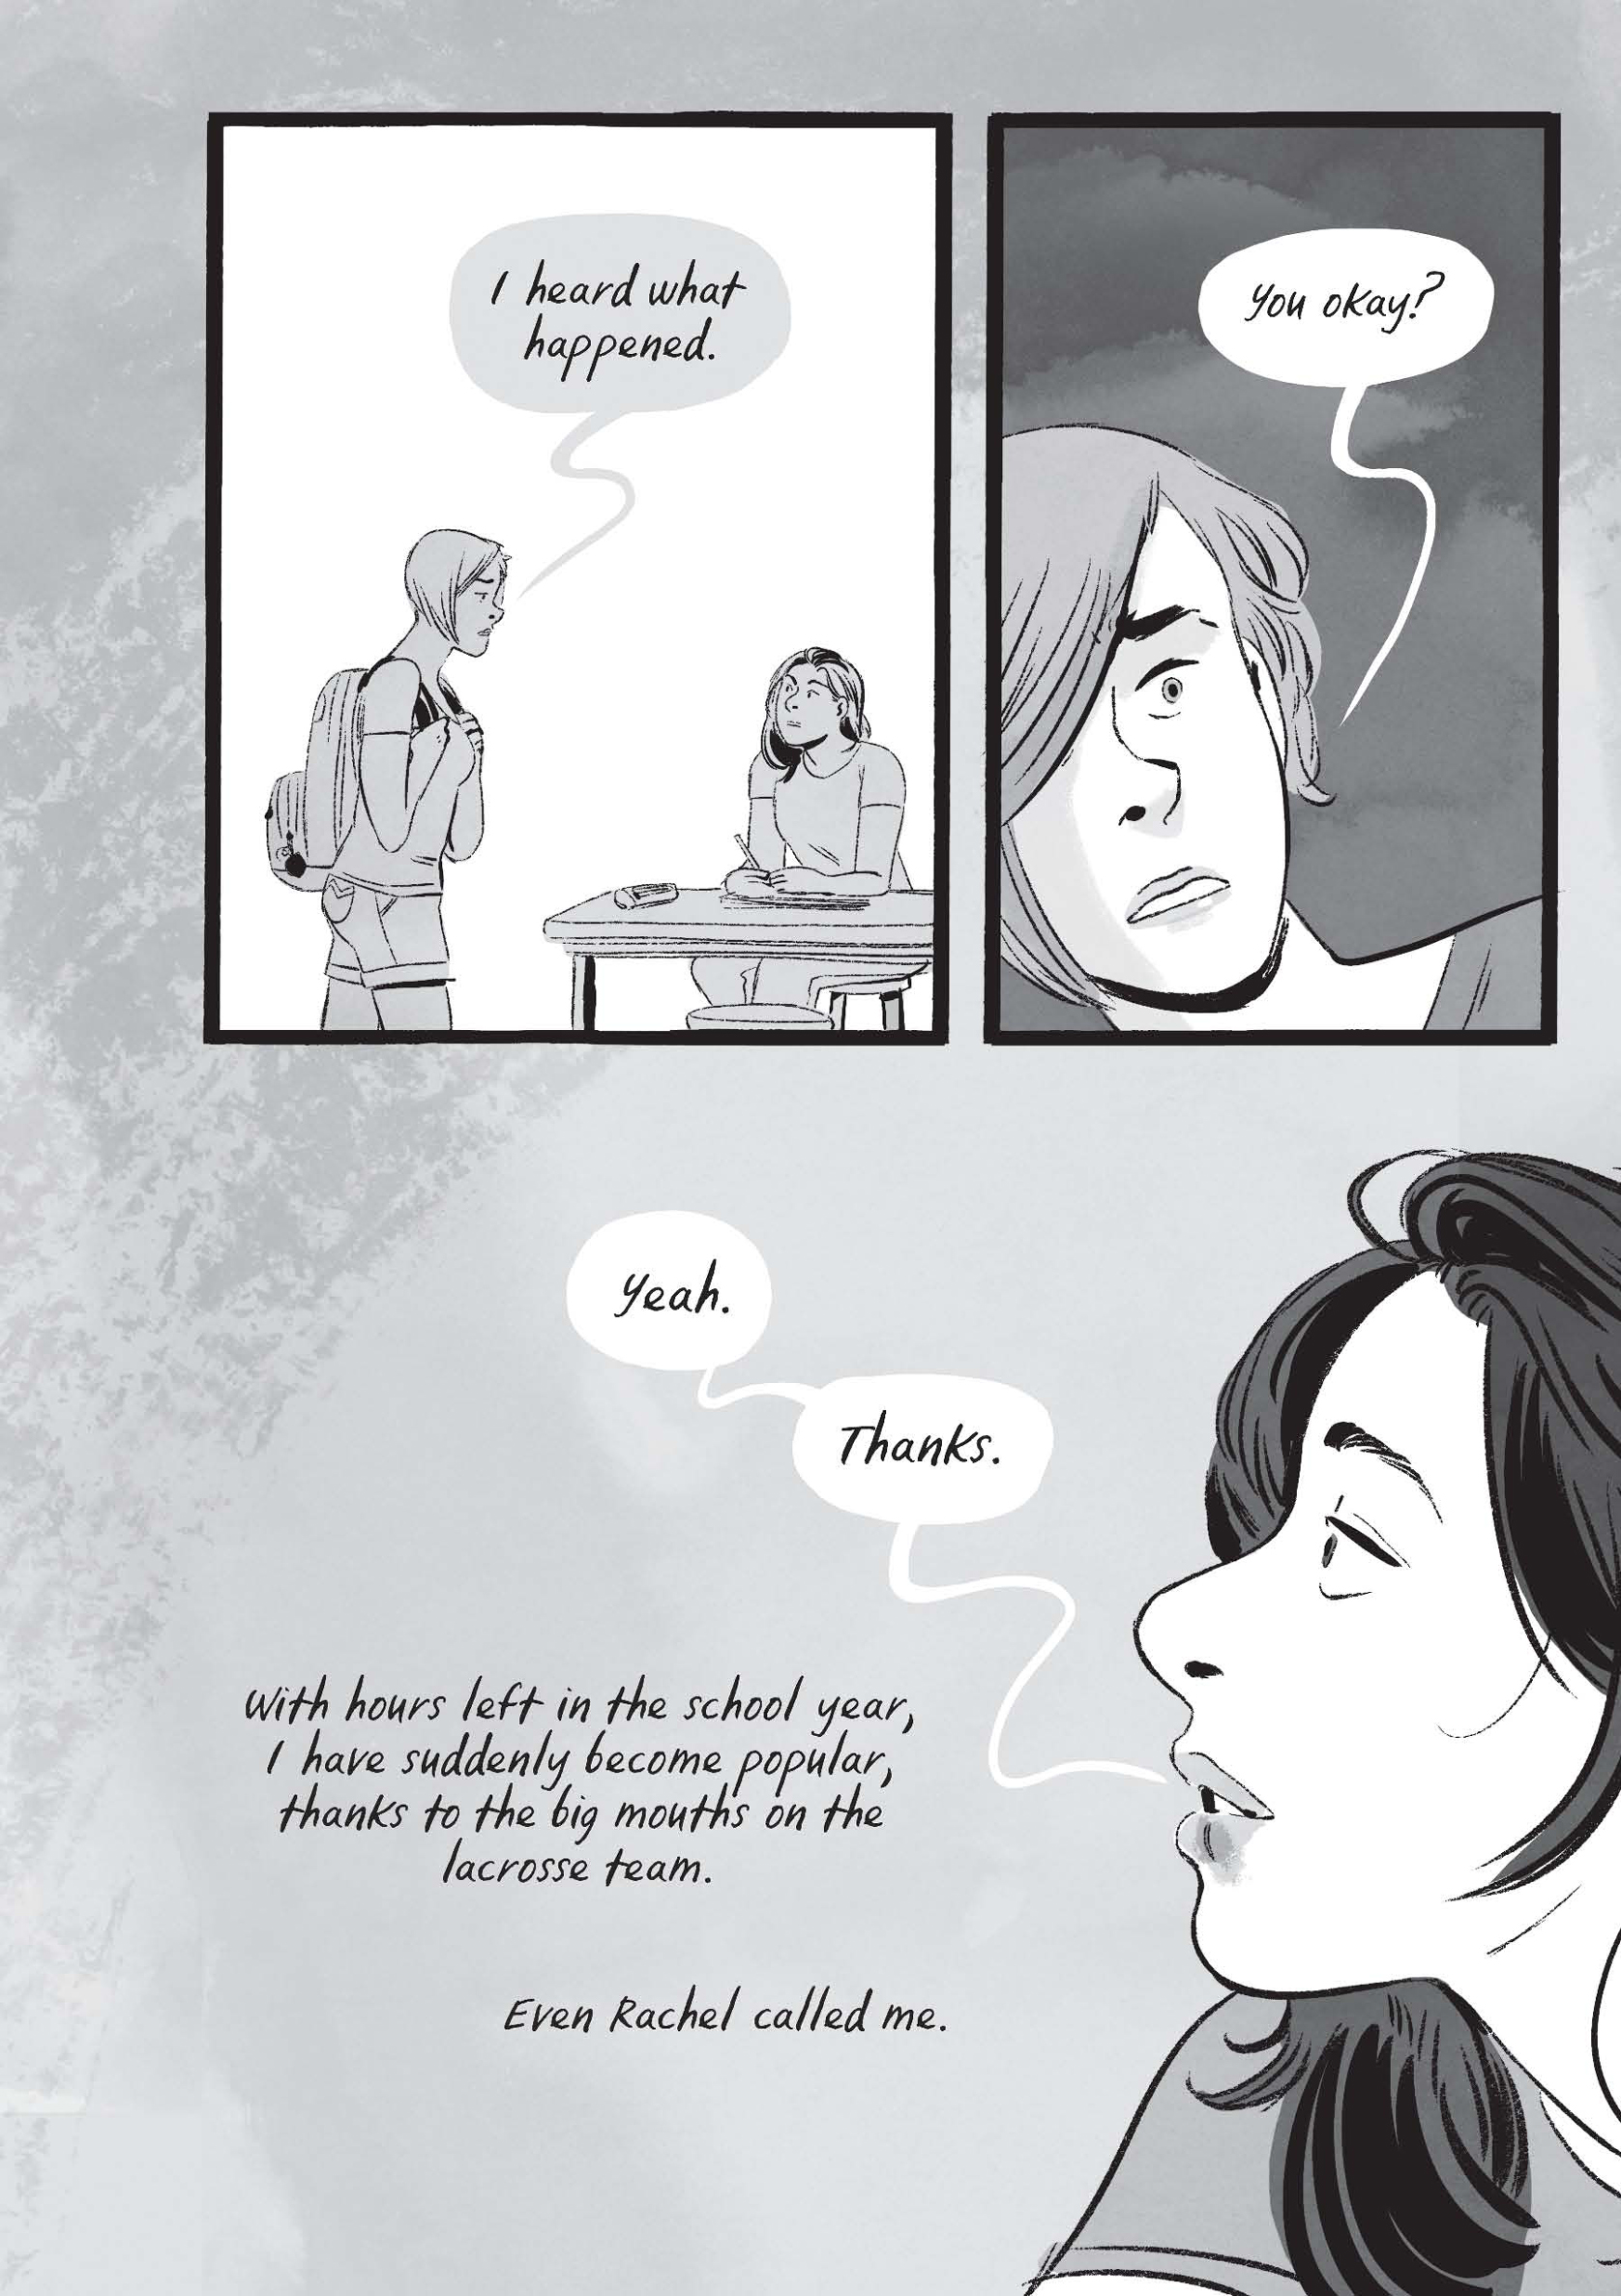 I heard what
happened.
You okay?
Yeah.
Thanks.
With hours left in the school year,
I have suddenly become popular,
thanks to the big mouths on the
lacrosse team.
Even Rachel called me.